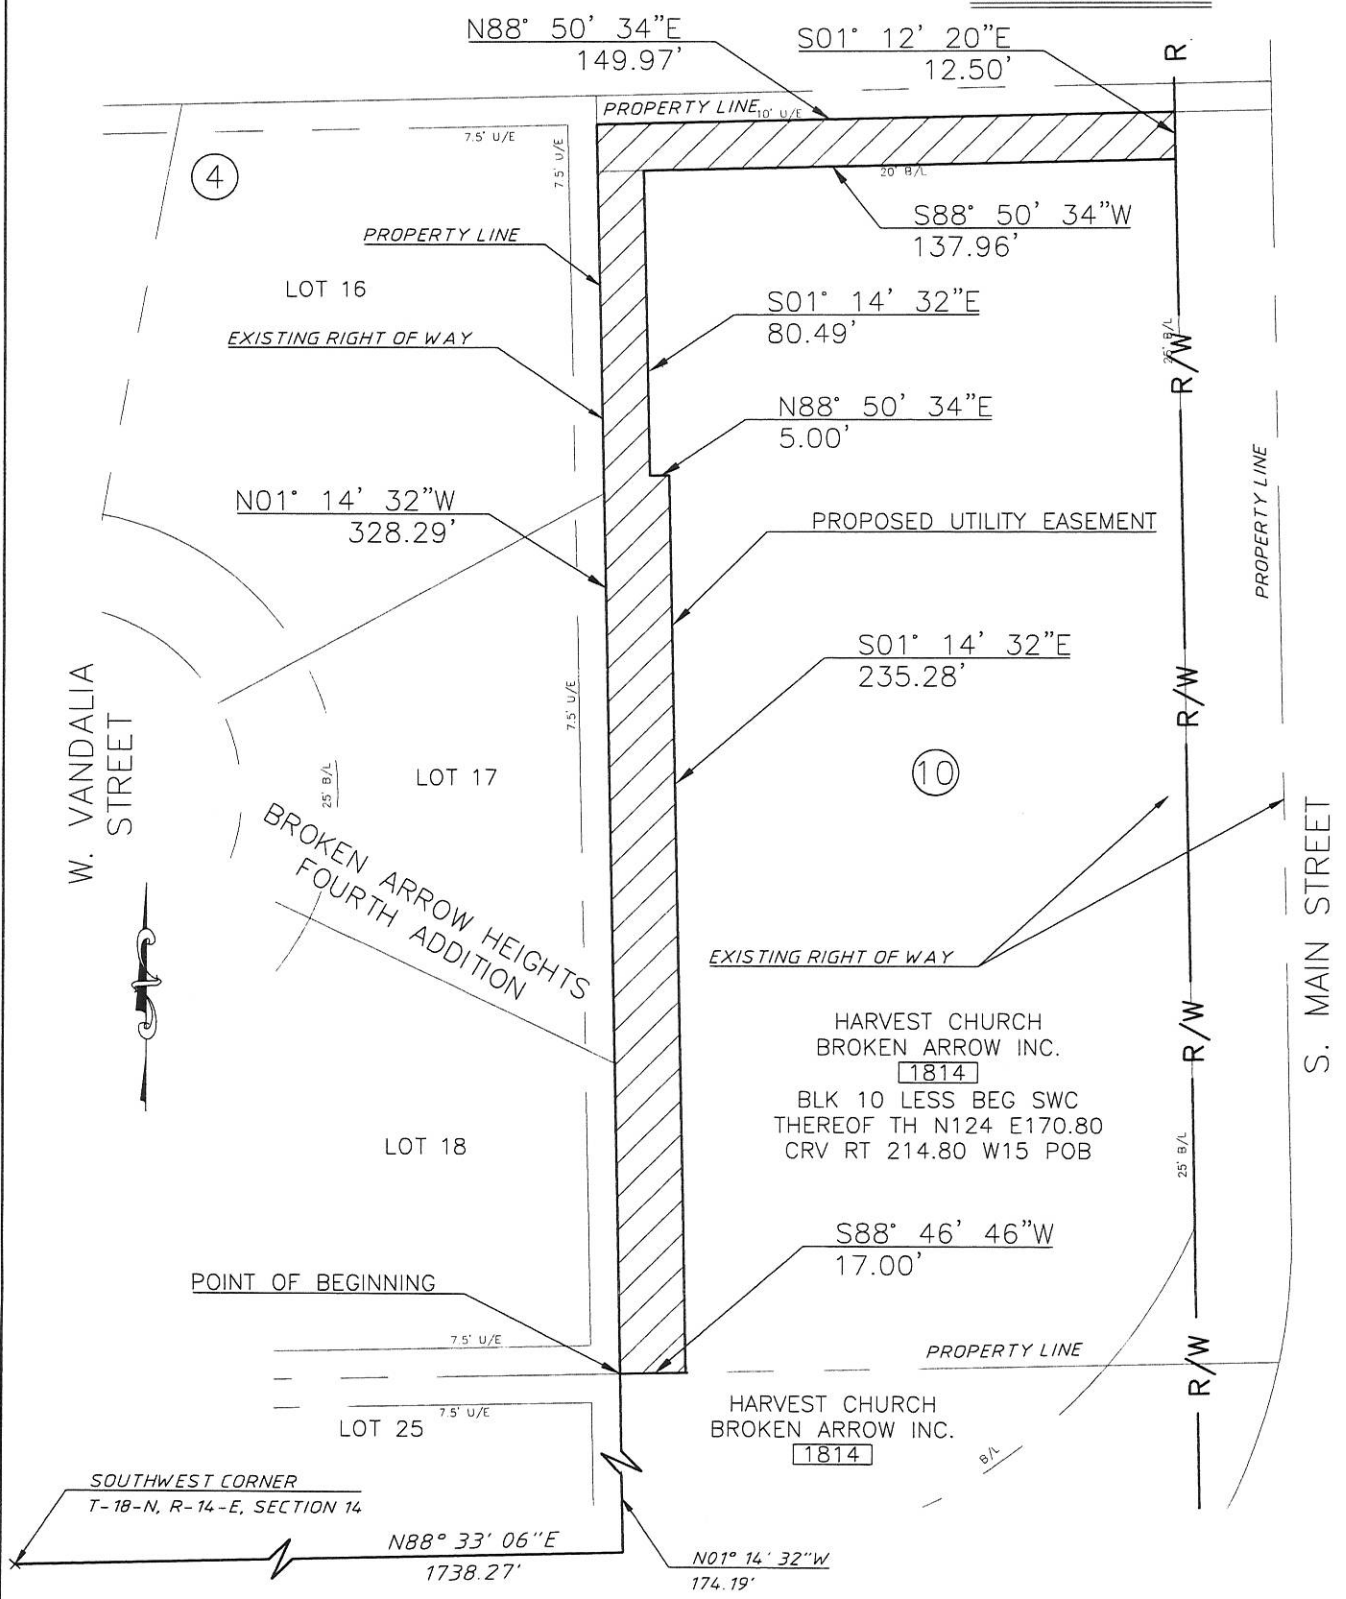 N88° 50' 34"E
149.97'
S01° 12' 20"E
12.50'
R
PROPERTY LINE
10' U/E
7.5' U/E
7.5' U/E
4
20' B/L
S88° 50' 34"W
137.96'
PROPERTY LINE
LOT 16
S01° 14' 32"E
80.49'
EXISTING RIGHT OF WAY
25' B/L
R/W
N88° 50' 34"E
5.00'
PROPERTY LINE
N01° 14' 32"W
328.29'
PROPOSED UTILITY EASEMENT
S01° 14' 32"E
235.28'
R/W
7.5' U/E
W. VANDALIA
STREET
LOT 17
25' B/L
10
BROKEN ARROW HEIGHTS
FOURTH ADDITION
S. MAIN STREET
EXISTING RIGHT OF WAY
R/W
HARVEST CHURCH
BROKEN ARROW INC.
1814
BLK 10 LESS BEG SWC
THEREOF TH N124 E170.80
CRV RT 214.80 W15 POB
LOT 18
25' B/L
S88° 46' 46"W
17.00'
POINT OF BEGINNING
7.5' U/E
PROPERTY LINE
R/W
HARVEST CHURCH
BROKEN ARROW INC.
1814
7.5' U/E
LOT 25
B/L
SOUTHWEST CORNER
T-18-N, R-14-E, SECTION 14
N88° 33' 06"E
1738.27'
N01° 14' 32"W
174.19'